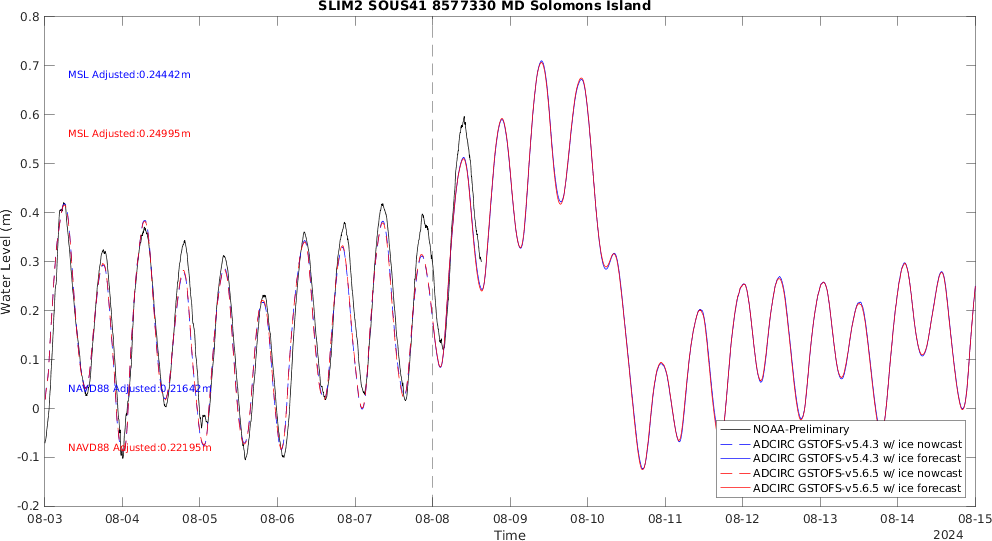 SLIM2 SOUS41 8577330 MD Solomons Island
0.8
0.7
0.6
0.5
0.4
0.3
0.2
0.1
0
-0.1
-0.2
Water Level (m)
MSL Adjusted:0.24442m
MSL Adjusted:0.24995m
NAVD88 Adjusted:0.21642m
NAVD88 Adjusted:0.22195m
NOAA-Preliminary
ADCIRC GSTOFS-v5.4.3 w/ ice nowcast
ADCIRC GSTOFS-v5.4.3 w/ ice forecast
ADCIRC GSTOFS-v5.6.5 w/ ice nowcast
ADCIRC GSTOFS-v5.6.5 w/ ice forecast
08-03 08-04 08-05 08-06 08-07 08-08 08-09 08-10 08-11 08-12 08-13 08-14 08-15
Time
2024